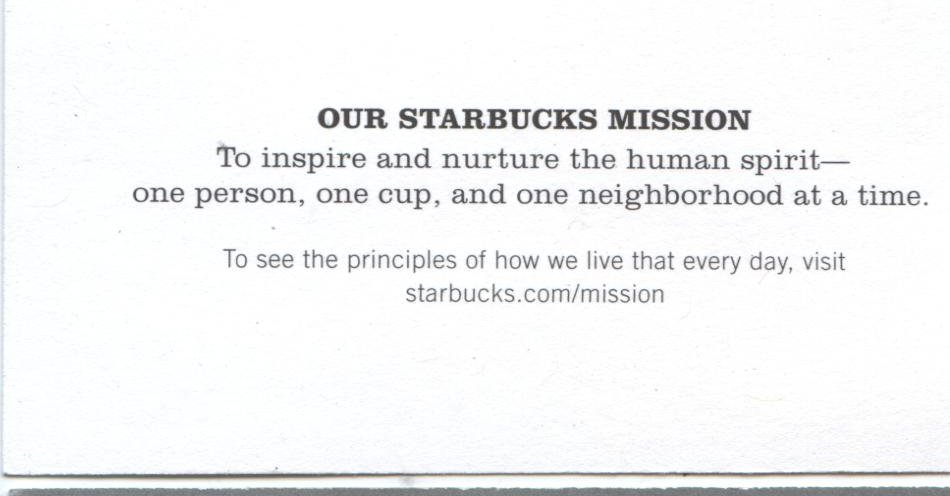 OUR STARBUCKS MISSION
To inspire and nurture the human spirit—
one person, one cup, and one neighborhood at a time.
To see the principles of how we live that every day, visit
starbucks.com/mission